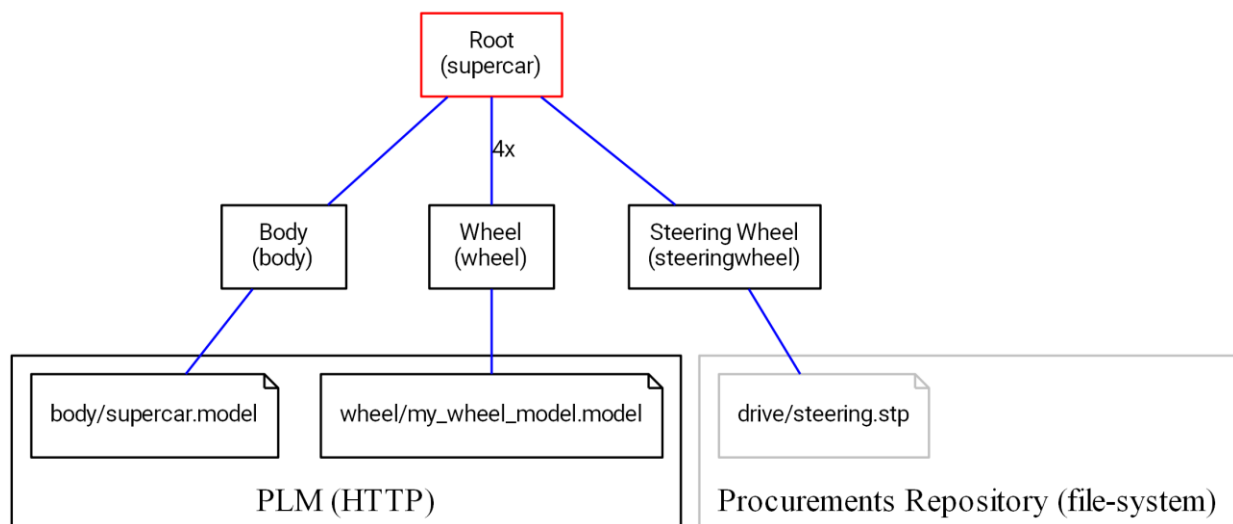 Root
(supercar)
4x
Body
(body)
Wheel
(wheel)
Steering Wheel
(steeringwheel)
body/supercar.model
wheel/my_wheel_model.model
drive/steering.stp
PLM (HTTP)
Procurements Repository (file-system)